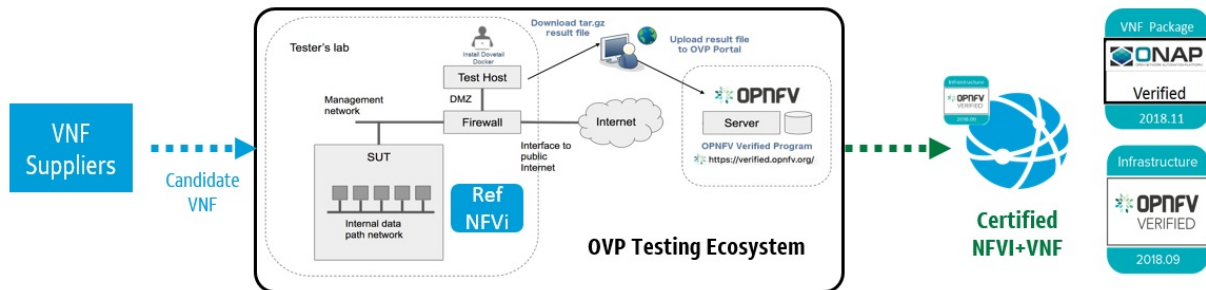 VNF
Suppliers
Candidate
VNF
Tester's lab
Install Dovetail
Docker
Test Host
DMZ
Management
network
Firewall
Interface to
public
Internet
SUT
Internal data
path network
Ref
NFVi
Download tar.gz
result file
Upload result file
to OVP Portal
Internet
OPNFV
Server
OPNFV Verified Program
https://verified.opnfv.org/
OVP Testing Ecosystem
Infrastructure
OPNFV
VERIFIED
2018.09
Certified
NFVI+VNF
VNF Package
ONAP
Verified
2018.11
Infrastructure
OPNFV
VERIFIED
2018.09